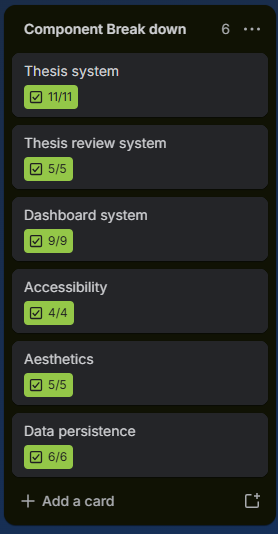 Component Break down 6
Thesis system
11/11
Thesis review system
5/5
Dashboard system
9/9
Accessibility
4/4
Aesthetics
5/5
Data persistence
6/6
Add a card